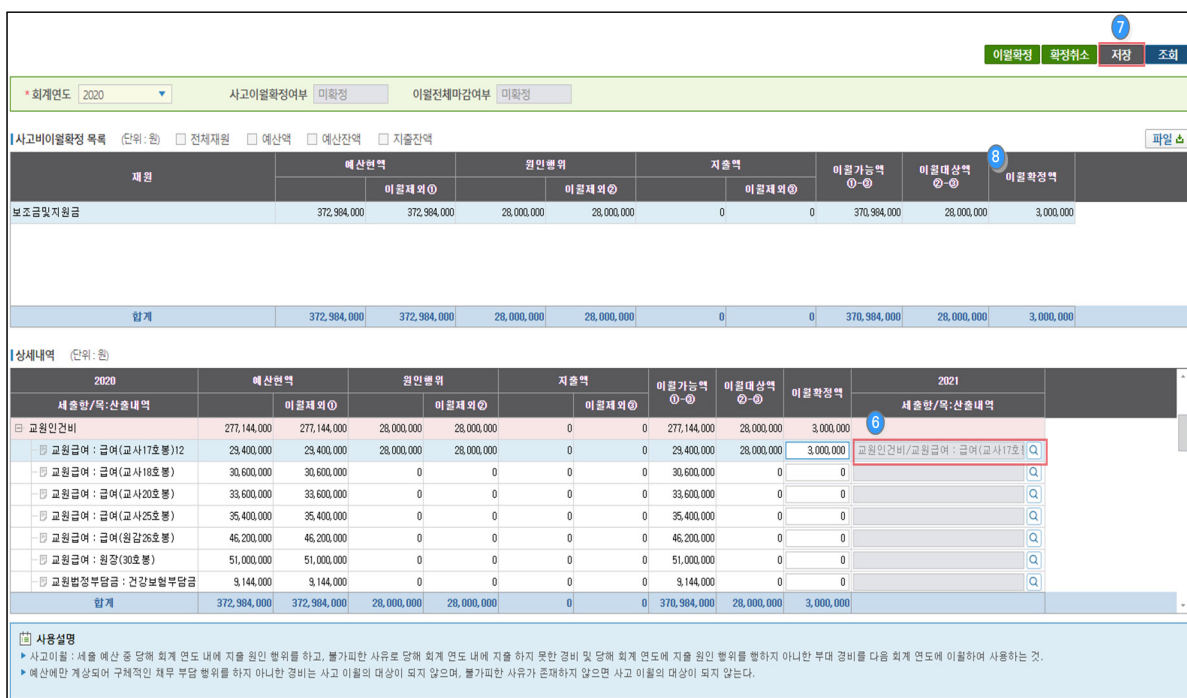 7
이월확정 확정취소 저장 조회
* 회계연도 2020 사고이월확정여부 미확정 이월전체마감여부 미확정
사고비이월확정 목록 (단위 : 원) 전체재원 예산액 예산잔액 지출잔액 파일
8
재원 예산현액 원인행위 지출액 이월가능액 ①-③ 이월대상액 ②-③ 이월확정액
이월제외① 이월제외② 이월제외③
보조금및지원금 372,984,000 372,984,000 28,000,000 28,000,000 0 0 370,984,000 28,000,000 3,000,000
합계 372,984,000 372,984,000 28,000,000 28,000,000 0 0 370,984,000 28,000,000 3,000,000
상세내역 (단위 : 원)
2020 예산현액 원인행위 지출액 이월가능액 ①-③ 이월대상액 ②-③ 이월확정액 2021
세출항/목:산출내역 이월제외① 이월제외② 이월제외③ 세출항/목:산출내역
6
교원인건비 277,144,000 277,144,000 28,000,000 28,000,000 0 0 277,144,000 28,000,000 3,000,000
교원급여 : 급여(교사17호봉)12 29,400,000 29,400,000 28,000,000 28,000,000 0 0 29,400,000 28,000,000 3,000,000 교원인건비/교원급여 : 급여(교사17호
교원급여 : 급여(교사18호봉) 30,600,000 30,600,000 0 0 0 0 30,600,000 0 0
교원급여 : 급여(교사20호봉) 33,600,000 33,600,000 0 0 0 0 33,600,000 0 0
교원급여 : 급여(교사25호봉) 35,400,000 35,400,000 0 0 0 0 35,400,000 0 0
교원급여 : 급여(원감26호봉) 46,200,000 46,200,000 0 0 0 0 46,200,000 0 0
교원급여 : 원장(30호봉) 51,000,000 51,000,000 0 0 0 0 51,000,000 0 0
교원법정부담금 : 건강보험부담금 9,144,000 9,144,000 0 0 0 0 9,144,000 0 0
합계 372,984,000 372,984,000 28,000,000 28,000,000 0 0 370,984,000 28,000,000 3,000,000
사용설명
▶ 사고이월 : 세출 예산 중 당해 회계 연도 내에 지출 원인 행위를 하고, 불가피한 사유로 당해 회계 연도 내에 지출 하지 못한 경비 및 당해 회계 연도에 지출 원인 행위를 행하지 아니한 부대 경비를 다음 회계 연도에 이월하여 사용하는 것.
▶ 예산에만 계상되어 구체적인 채무 부담 행위를 하지 아니한 경비는 사고 이월의 대상이 되지 않으며, 불가피한 사유가 존재하지 않으면 사고 이월의 대상이 되지 않는다.